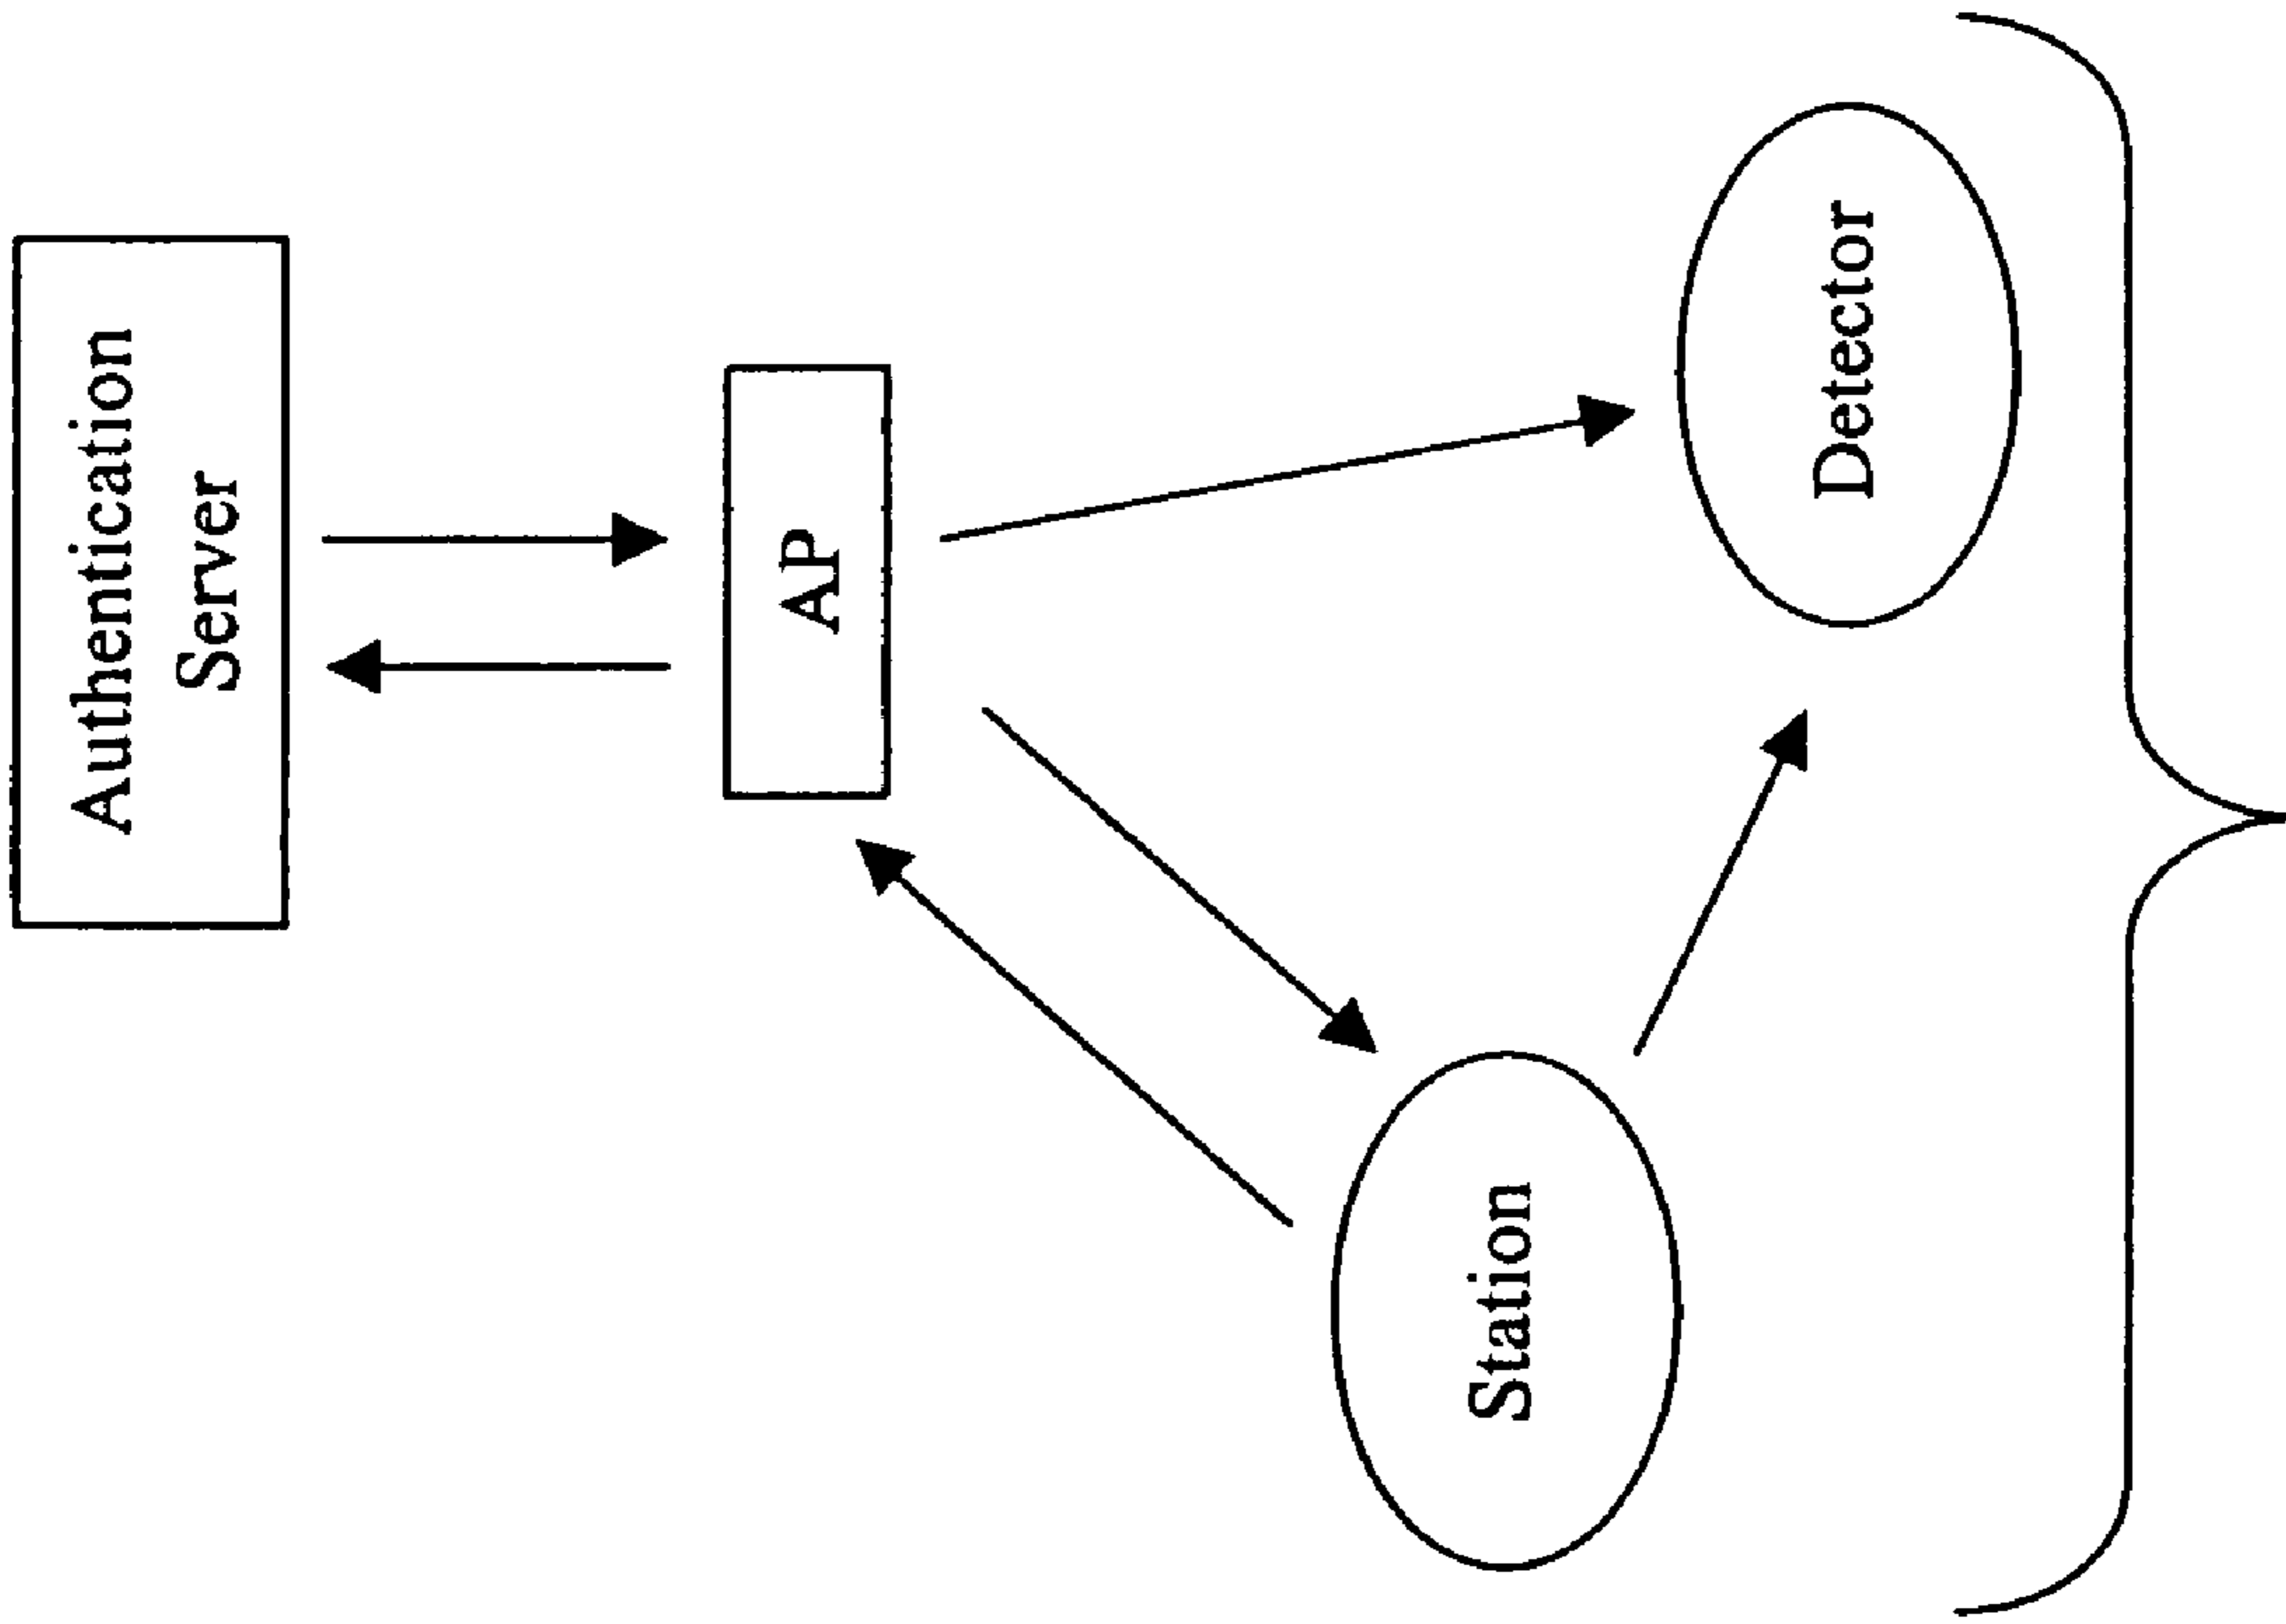 Authentication
Server
AP
Station
Detector